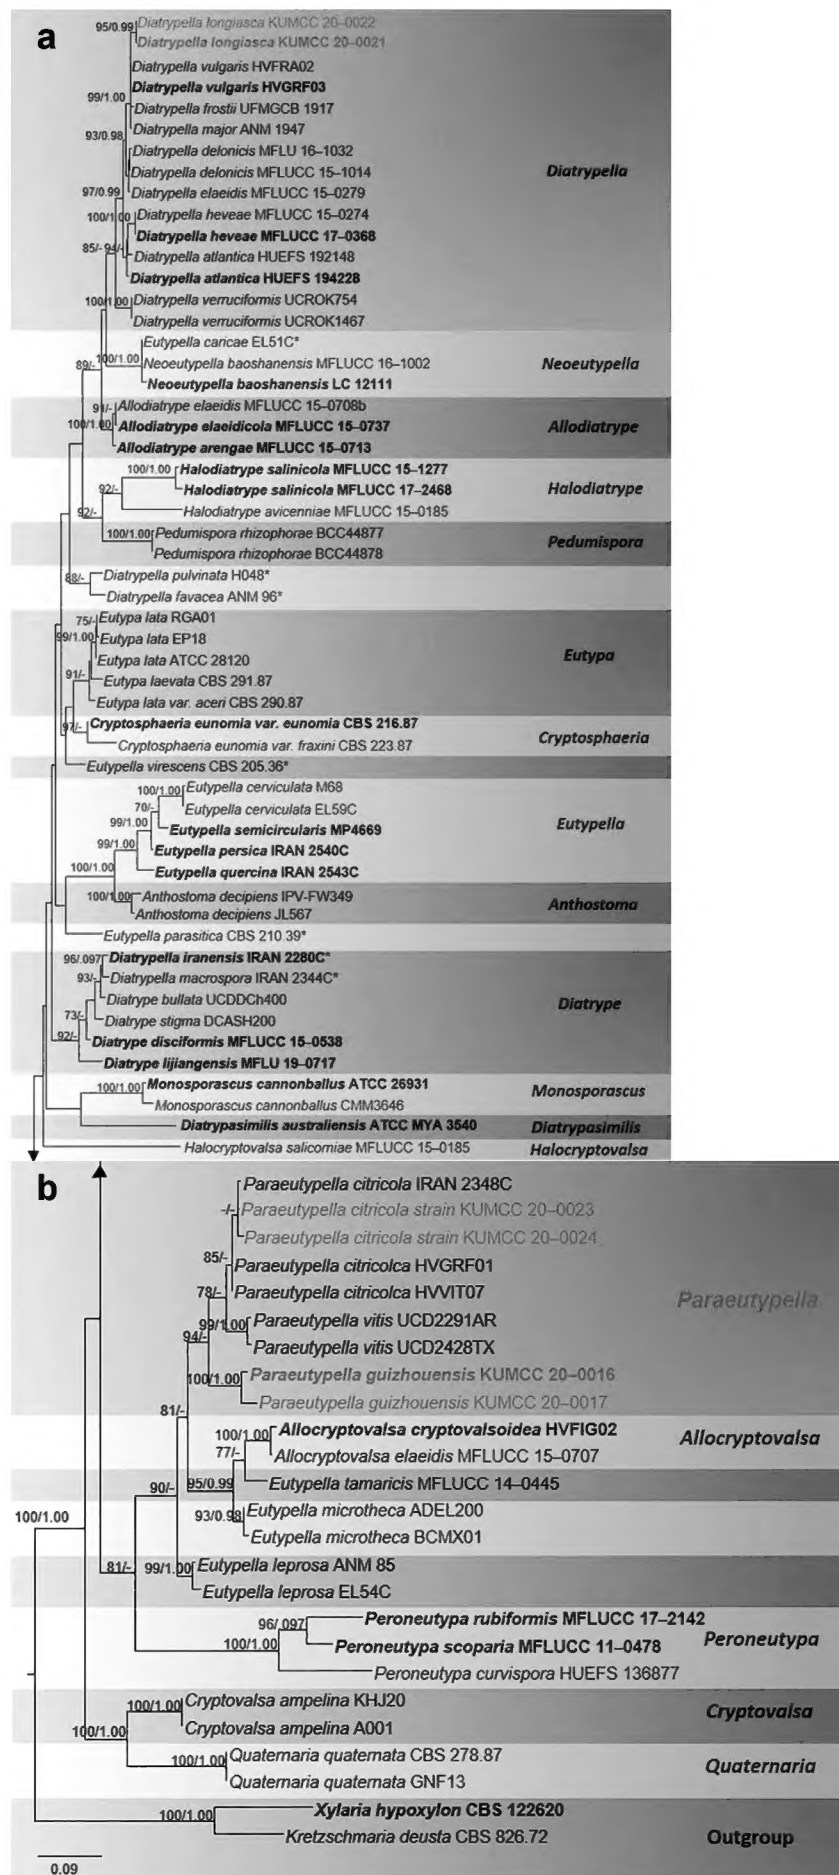 a
95/0.99
Diatrypella longiasca KUMCC 20–0022
Diatrypella longiasca KUMCC 20–0021
Diatrypella vulgaris HVFRA02
99/1.00
Diatrypella vulgaris HVGRF03
Diatrypella frostii UFMGCB 1917
93/0.98
Diatrypella major ANM 1947
Diatrypella delonicis MFLU 16–1032
Diatrypella delonicis MFLUCC 15–1014
Diatrypella
97/0.99
Diatrypella elaeidis MFLUCC 15–0279
100/1.00
Diatrypella heveae MFLUCC 15–0274
Diatrypella heveae MFLUCC 17–0368
85/- 94/-
Diatrypella atlantica HUEFS 192148
Diatrypella atlantica HUEFS 194228
100/1.00
Diatrypella verruciformis UCROK754
Diatrypella verruciformis UCROK1467
Eutypella caricae EL51C*
89/-
100/1.00
Neoeutypella baoshanensis MFLUCC 16–1002
Neoeutypella
Neoeutypella baoshanensis LC 12111
91/-
Allodiatrype elaeidis MFLUCC 15–0708b
100/1.00
Allodiatrype elaeidicola MFLUCC 15–0737
Allodiatrype
Allodiatrype arengae MFLUCC 15–0713
100/1.00
Halodiatrype salinicola MFLUCC 15–1277
92/-
Halodiatrype salinicola MFLUCC 17–2468
Halodiatrype
92/-
Halodiatrype avicenniae MFLUCC 15–0185
100/1.00
Pedumispora rhizophorae BCC44877
Pedumispora
Pedumispora rhizophorae BCC44878
88/-
Diatrypella pulvinata H048*
Diatrypella favacea ANM 96*
75/-
Eutypa lata RGA01
99/1.00
Eutypa lata EP18
Eutypa
Eutypa lata ATCC 28120
91/-
Eutypa laevata CBS 291.87
Eutypa lata var. aceri CBS 290.87
97/-
Cryptosphaeria eunomia var. eunomia CBS 216.87
Cryptosphaeria
Cryptosphaeria eunomia var. fraxini CBS 223.87
Eutypella virescens CBS 205.36*
100/1.00
Eutypella cerviculata M68
70/-
Eutypella cerviculata EL59C
99/1.00
Eutypella semicircularis MP4669
Eutypella
99/1.00
Eutypella persica IRAN 2540C
100/1.00
Eutypella quercina IRAN 2543C
100/1.00
Anthostoma decipiens IPV-FW349
Anthostoma
Anthostoma decipiens JL567
Eutypella parasitica CBS 210.39*
96/.097
Diatrypella iranensis IRAN 2280C*
93/-
Diatrypella macrospora IRAN 2344C*
Diatrype bullata UCDDCh400
Diatrype
73/-
Diatrype stigma DCASH200
92/-
Diatrype disciformis MFLUCC 15–0538
Diatrype lijiangensis MFLU 19–0717
100/1.00
Monosporascus cannonballus ATCC 26931
Monosporascus
Monosporascus cannonballus CMM3646
Diatrypasimilis australiensis ATCC MYA 3540
Diatrypasimilis
Halocryptovalsa salicorniae MFLUCC 15–0185
Halocryptovalsa
b
Paraeutypella citricola IRAN 2348C
-/-
Paraeutypella citricola strain KUMCC 20–0023
Paraeutypella citricola strain KUMCC 20–0024
85/-
Paraeutypella citricolca HVGRF01
78/-
Paraeutypella citricolca HVVIT07
Paraeutypella
99/1.00
Paraeutypella vitis UCD2291AR
94/-
Paraeutypella vitis UCD2428TX
100/1.00
Paraeutypella guizhouensis KUMCC 20–0016
Paraeutypella guizhouensis KUMCC 20–0017
81/-
100/1.00
Allocryptovalsa cryptovalsoidea HVFIG02
Allocryptovalsa
77/-
Allocryptovalsa elaeidis MFLUCC 15–0707
90/-
95/0.99
Eutypella tamaricis MFLUCC 14–0445
100/1.00
93/0.98
Eutypella microtheca ADEL200
Eutypella microtheca BCMX01
81/-
99/1.00
Eutypella leprosa ANM 85
Eutypella leprosa EL54C
96/.097
Peroneutypa rubiformis MFLUCC 17–2142
100/1.00
Peroneutypa scoparia MFLUCC 11–0478
Peroneutypa
Peroneutypa curvispora HUEFS 136877
100/1.00
Cryptovalsa ampelina KHJ20
Cryptovalsa
100/1.00
Cryptovalsa ampelina A001
100/1.00
Quaternaria quaternata CBS 278.87
Quaternaria
Quaternaria quaternata GNF13
100/1.00
Xylaria hypoxylon CBS 122620
Kretzschmaria deusta CBS 826.72
Outgroup
0.09